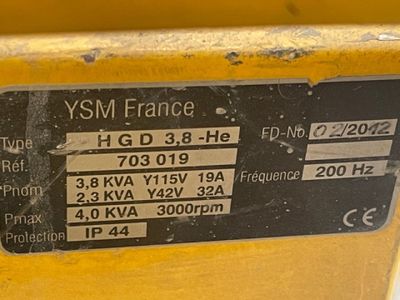 YSM France
Type HGD 3,8-He FD-No. 02/2012
Réf. 703 019
Pnom 3,8 KVA Y115V 19A Fréquence 200 Hz
2,3 KVA Y42V 32A
Pmax 4,0 KVA 3000rpm
Protection IP 44 CE